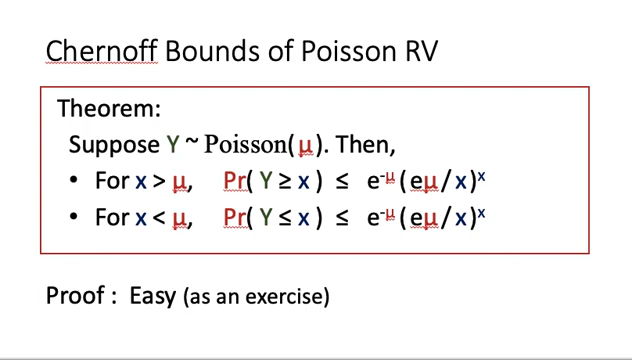 Chernoff Bounds of Poisson RV
Theorem:
Suppose Y ~ Poisson(μ). Then,
• For x > μ, Pr( Y ≥ x ) ≤ e^-μ (eμ/x)^x
• For x < μ, Pr( Y ≤ x ) ≤ e^-μ (eμ/x)^x
Proof : Easy (as an exercise)